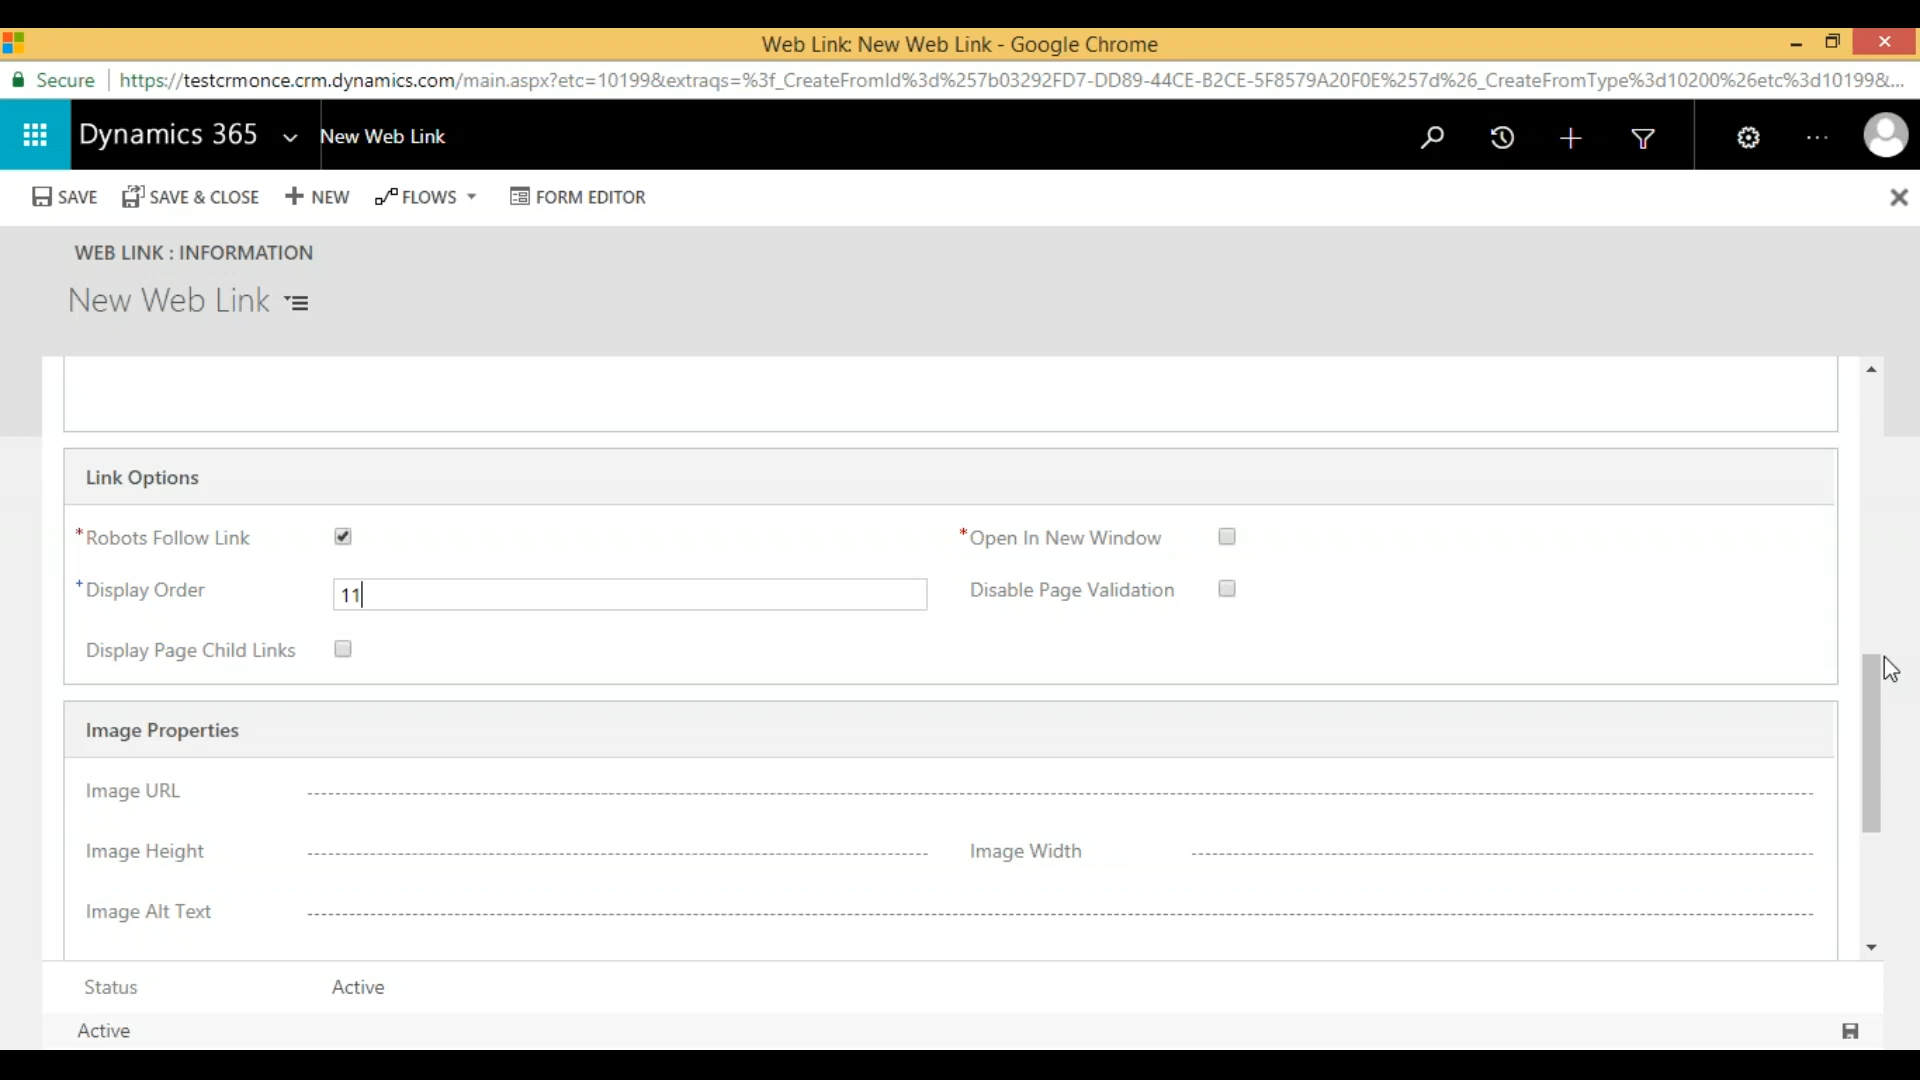 Web Link: New Web Link - Google Chrome
Secure https://testcrmonce.crm.dynamics.com/main.aspx?etc=10199&extraqs=%3f_CreateFromId%3d%257b03292FD7-DD89-44CE-B2CE-5F8579A20F0E%257d%26_CreateFromType%3d10200%26etc%3d10199&...
Dynamics 365 New Web Link
SAVE SAVE & CLOSE NEW FLOWS FORM EDITOR
WEB LINK : INFORMATION
New Web Link
Link Options
*Robots Follow Link *Open In New Window
+Display Order 11 Disable Page Validation
Display Page Child Links
Image Properties
Image URL
Image Height Image Width
Image Alt Text
Status Active
Active